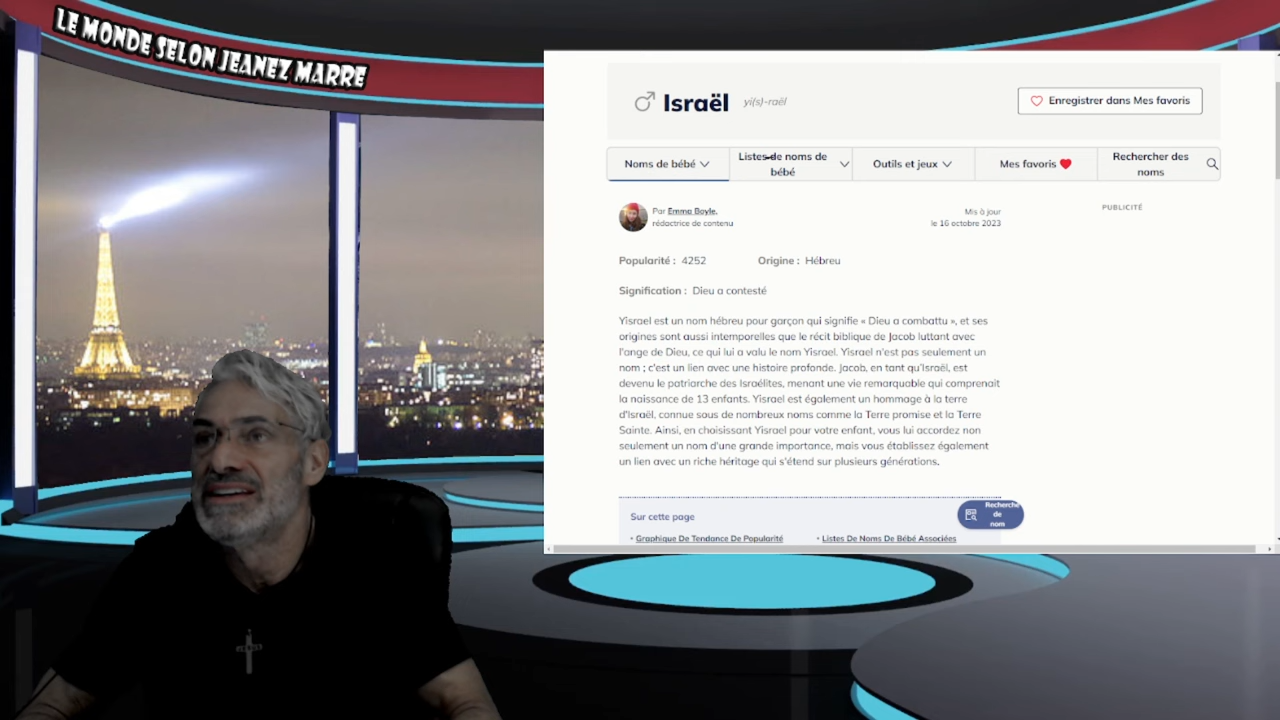 LE MONDE SELON JEANEZ MARRE
Israël yi(s)-raël
Enregistrer dans Mes favoris
Noms de bébé
Listes de noms de
bébé
Outils et jeux
Mes favoris
Rechercher des
noms
Par Emma Boyle,
rédactrice de contenu
Mis à jour
le 16 octobre 2023
PUBLICITÉ
Popularité : 4252 Origine : Hébreu
Signification : Dieu a contesté
Yisrael est un nom hébreu pour garçon qui signifie « Dieu a combattu », et ses
origines sont aussi intemporelles que le récit biblique de Jacob luttant avec
l'ange de Dieu, ce qui lui a valu le nom Yisrael. Yisrael n'est pas seulement un
nom ; c'est un lien avec une histoire profonde. Jacob, en tant qu'Israël, est
devenu le patriarche des Israélites, menant une vie remarquable qui comprenait
la naissance de 13 enfants. Yisrael est également un hommage à la terre
d'Israël, connue sous de nombreux noms comme la Terre promise et la Terre
Sainte. Ainsi, en choisissant Yisrael pour votre enfant, vous lui accordez non
seulement un nom d'une grande importance, mais vous établissez également
un lien avec un riche héritage qui s'étend sur plusieurs générations.
Sur cette page
Recherche
de
nom
• Graphique De Tendance De Popularité
• Listes De Noms De Bébé Associées